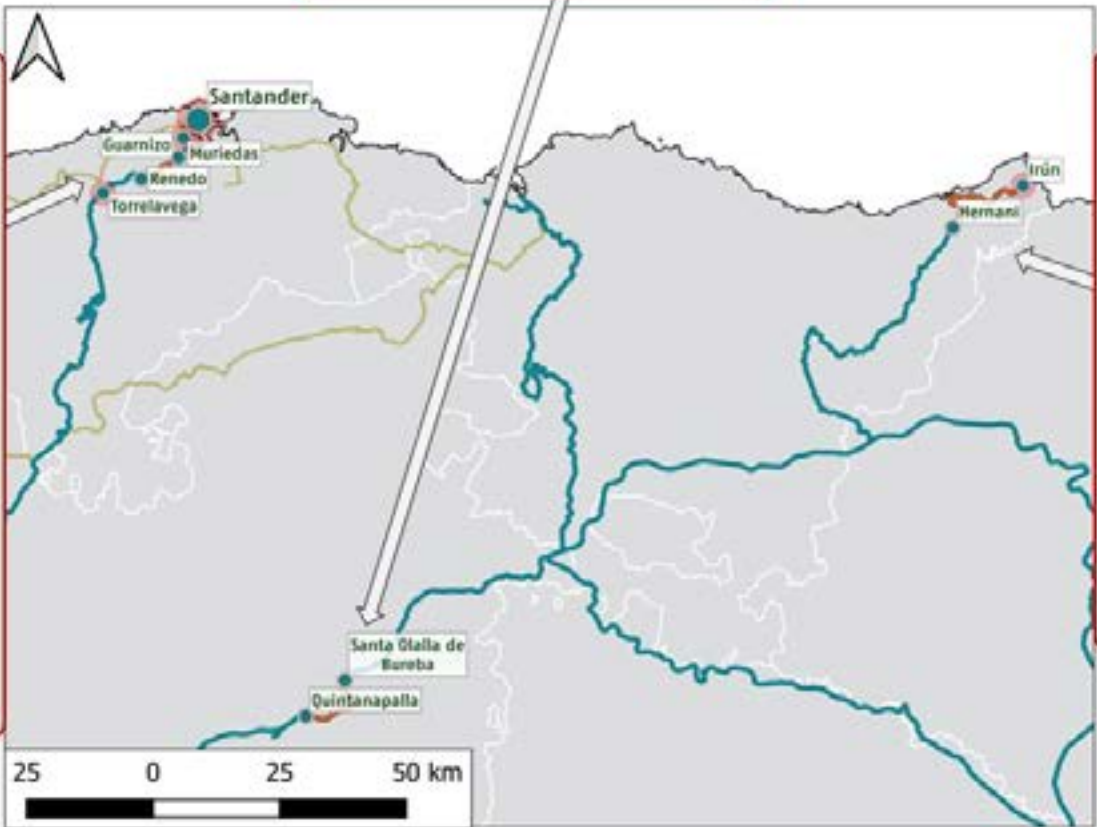 Santander
Guarnizo
Muriedas
Renedo
Torrelavega
Irún
Hernani
Santa Olalla de
Bureba
Quintanapalla
25 0 25 50 km